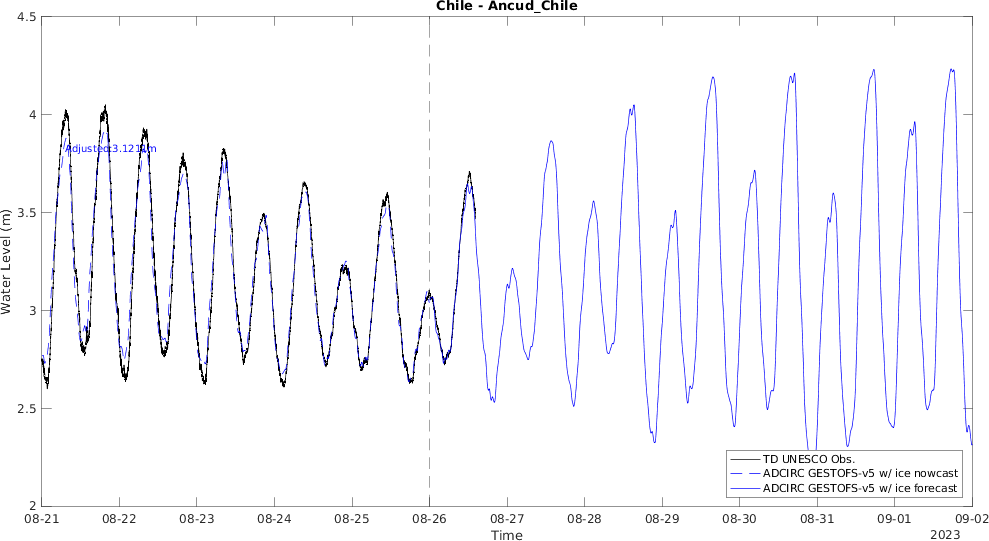 Chile - Ancud_Chile
4.5
4
3.5
3
2.5
2
Water Level (m)
Adjusted:3.1211m
08-21 08-22 08-23 08-24 08-25 08-26 08-27 08-28 08-29 08-30 08-31 09-01 09-02
Time
2023
TD UNESCO Obs.
ADCIRC GESTOFS-v5 w/ ice nowcast
ADCIRC GESTOFS-v5 w/ ice forecast